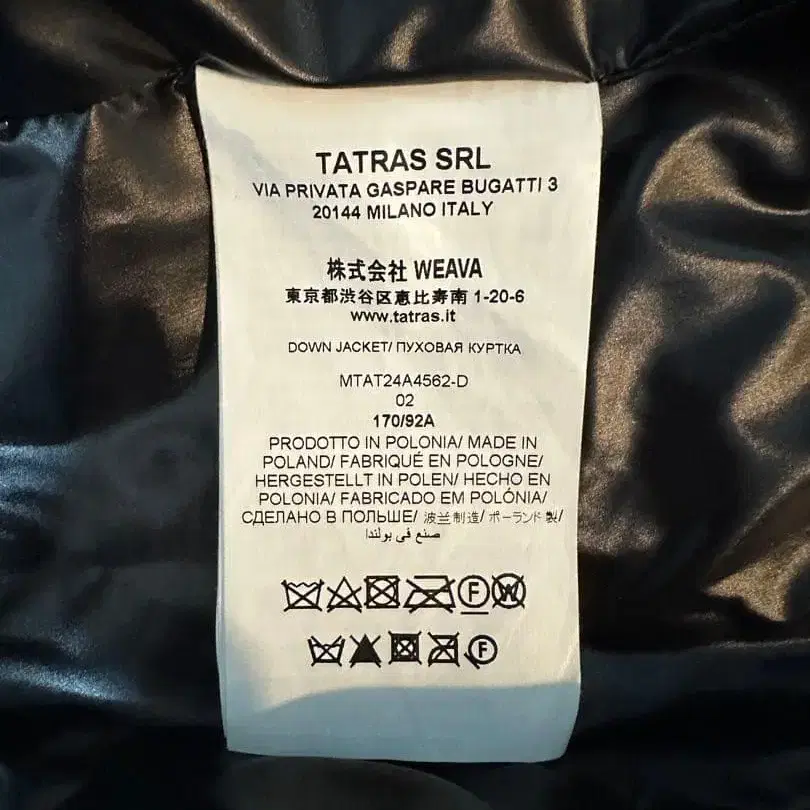 TATRAS SRL
VIA PRIVATA GASPARE BUGATTI 3
20144 MILANO ITALY
株式会社 WEAVA
東京都渋谷区恵比寿南 1-20-6
www.tatras.it
DOWN JACKET/ ПУХОВАЯ КУРТКА
MTAT24A4562-D
02
170/92A
PRODOTTO IN POLONIA/ MADE IN
POLAND/ FABRIQUÉ EN POLOGNE/
HERGESTELLT IN POLEN/ HECHO EN
POLONIA/ FABRICADO EM POLÓNIA/
СДЕЛАНО В ПОЛЬШЕ/ 波兰制造/ ポーランド製/
صنع في بولندا
F W
F